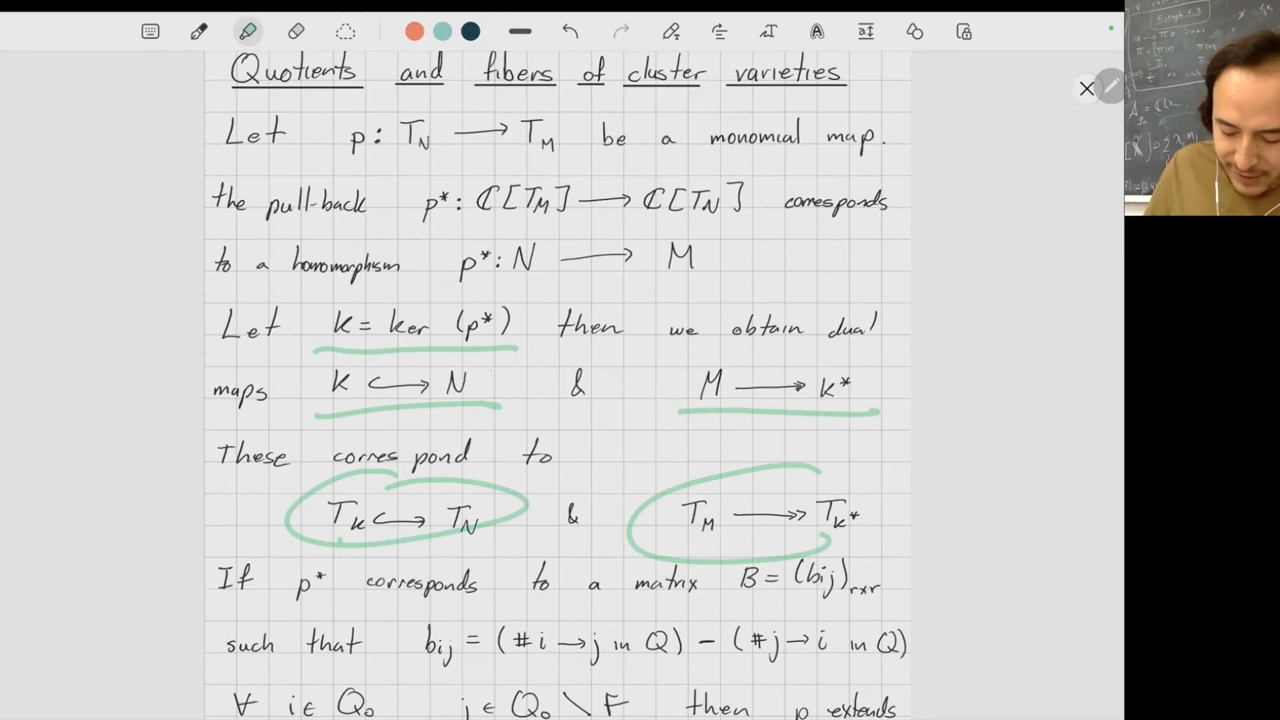 Quotients and fibers of cluster varieties
Let p: T_N ⟶ T_M be a monomial map.
the pull-back p*: ℂ[T_M] ⟶ ℂ[T_N] corresponds
to a homomorphism p*: N ⟶ M
Let K = ker (p*) then we obtain dual
maps K ↪ N & M ⟶ K*
These correspond to
T_K ↪ T_N & T_M ↠ T_K*
If p* corresponds to a matrix B = (bij)_rxr
such that bij = (#i → j in Q) - (#j → i in Q)
∀ i ∈ Q₀ j ∈ Q₀ \ F then p extends